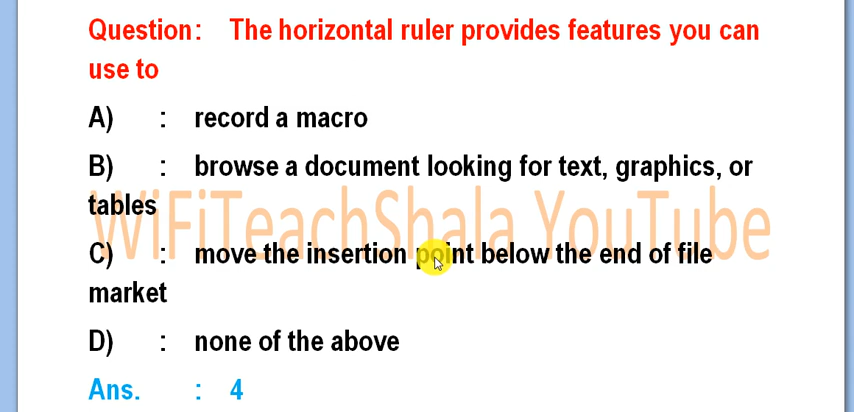 Question: The horizontal ruler provides features you can
use to
A) : record a macro
B) : browse a document looking for text, graphics, or
tables
WiFiTeachShala YouTube
C) : move the insertion point below the end of file
market
D) : none of the above
Ans. : 4